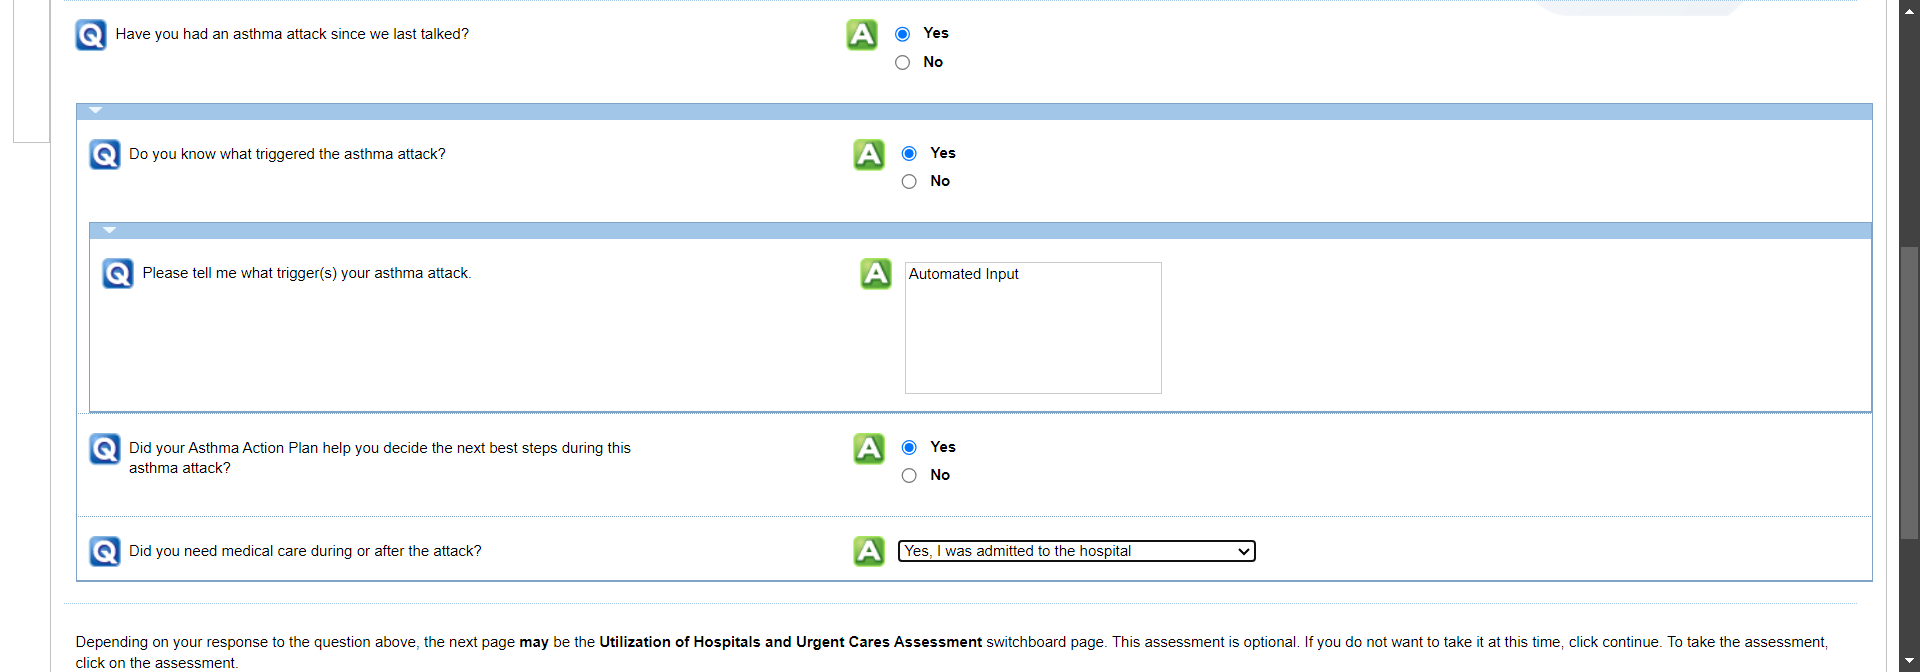 Q Have you had an asthma attack since we last talked? A Yes
No
Q Do you know what triggered the asthma attack? A Yes
No
Q Please tell me what trigger(s) your asthma attack. A Automated Input
Q Did your Asthma Action Plan help you decide the next best steps during this
asthma attack?
A Yes
No
Q Did you need medical care during or after the attack? A Yes, I was admitted to the hospital
Depending on your response to the question above, the next page may be the Utilization of Hospitals and Urgent Cares Assessment switchboard page. This assessment is optional. If you do not want to take it at this time, click continue. To take the assessment,
click on the assessment.